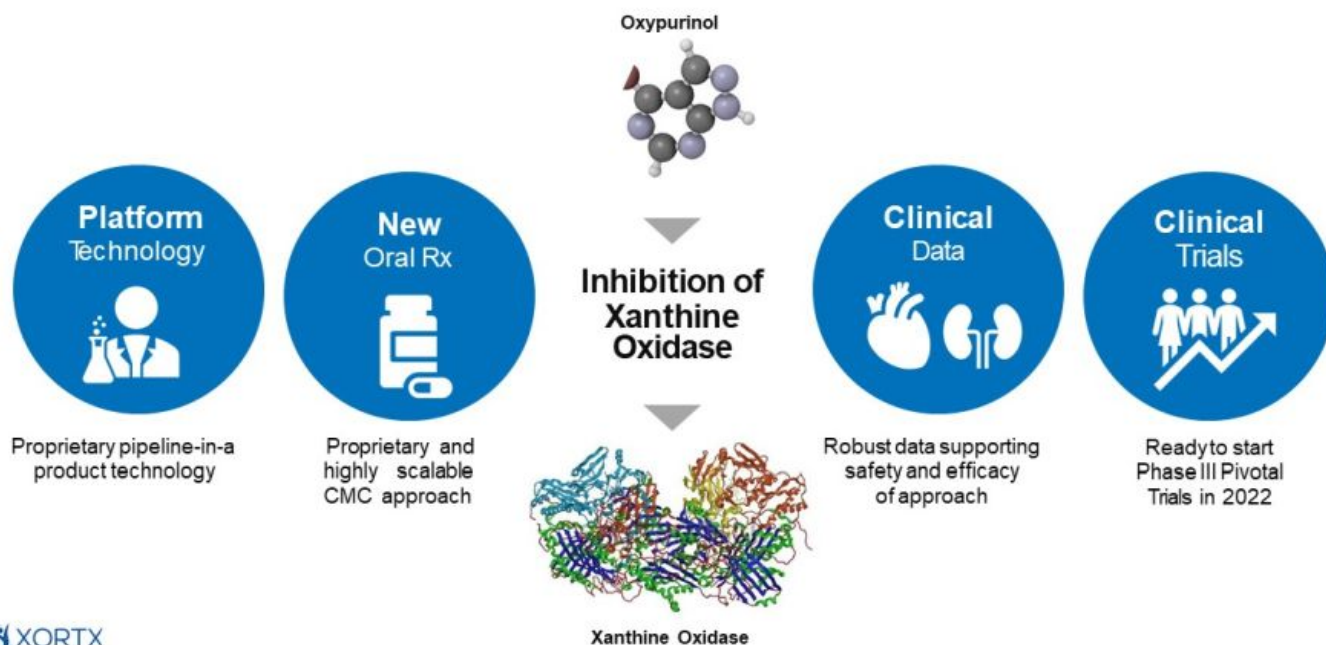 Oxypurinol
Platform
Technology
Proprietary pipeline-in-a
product technology
New
Oral Rx
Proprietary and
highly scalable
CMC approach
Inhibition of
Xanthine
Oxidase
Xanthine Oxidase
Clinical
Data
Robust data supporting
safety and efficacy
of approach
Clinical
Trials
Ready to start
Phase III Pivotal
Trials in 2022
XORTX